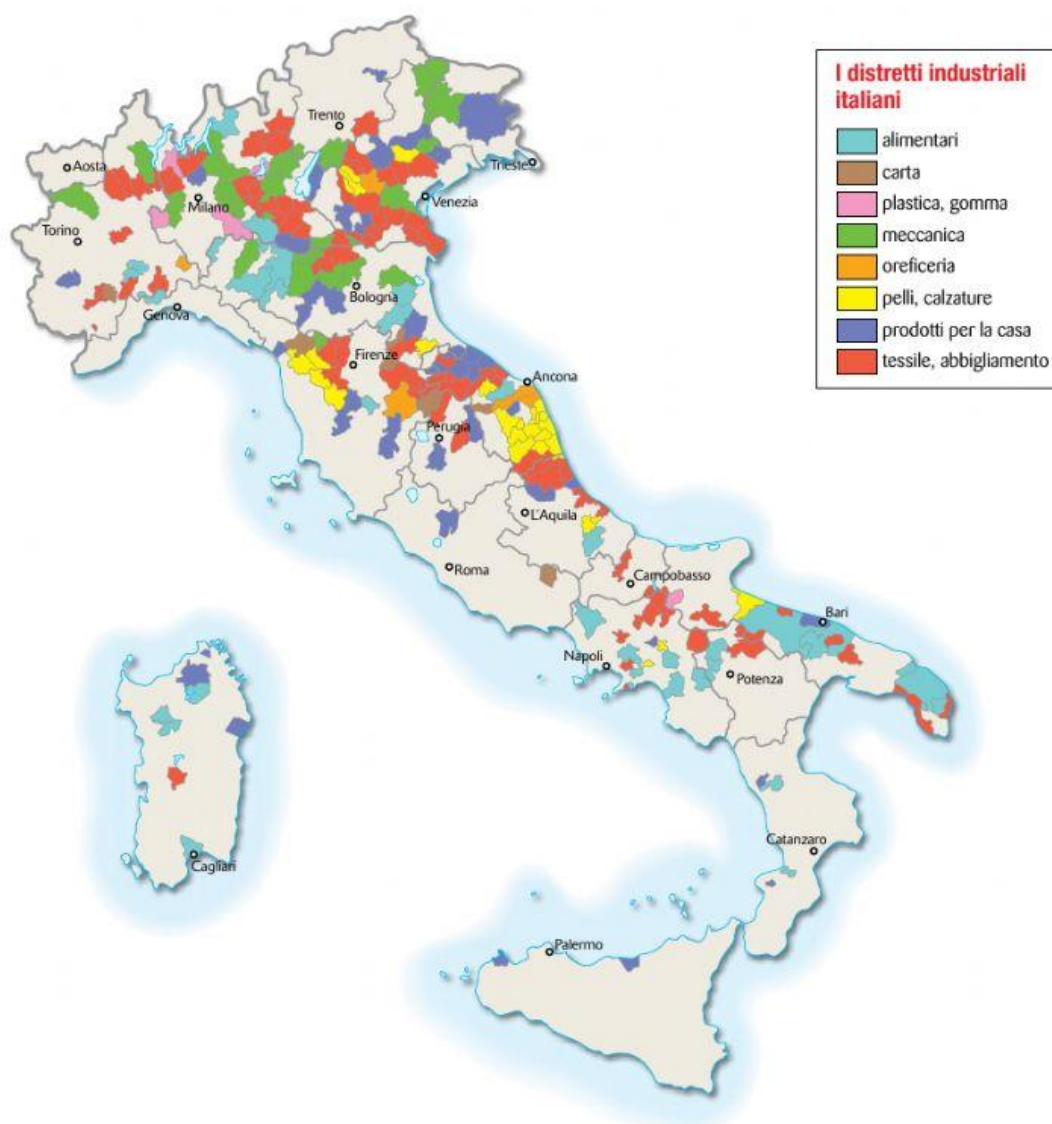 I distretti industriali
italiani
alimentari
carta
plastica, gomma
meccanica
oreficeria
pelli, calzature
prodotti per la casa
tessile, abbigliamento
Trento
Aosta
Trieste
Milano
Venezia
Torino
Bologna
Genova
Firenze
Ancona
Perugia
L'Aquila
Roma
Campobasso
Bari
Napoli
Potenza
Catanzaro
Cagliari
Palermo